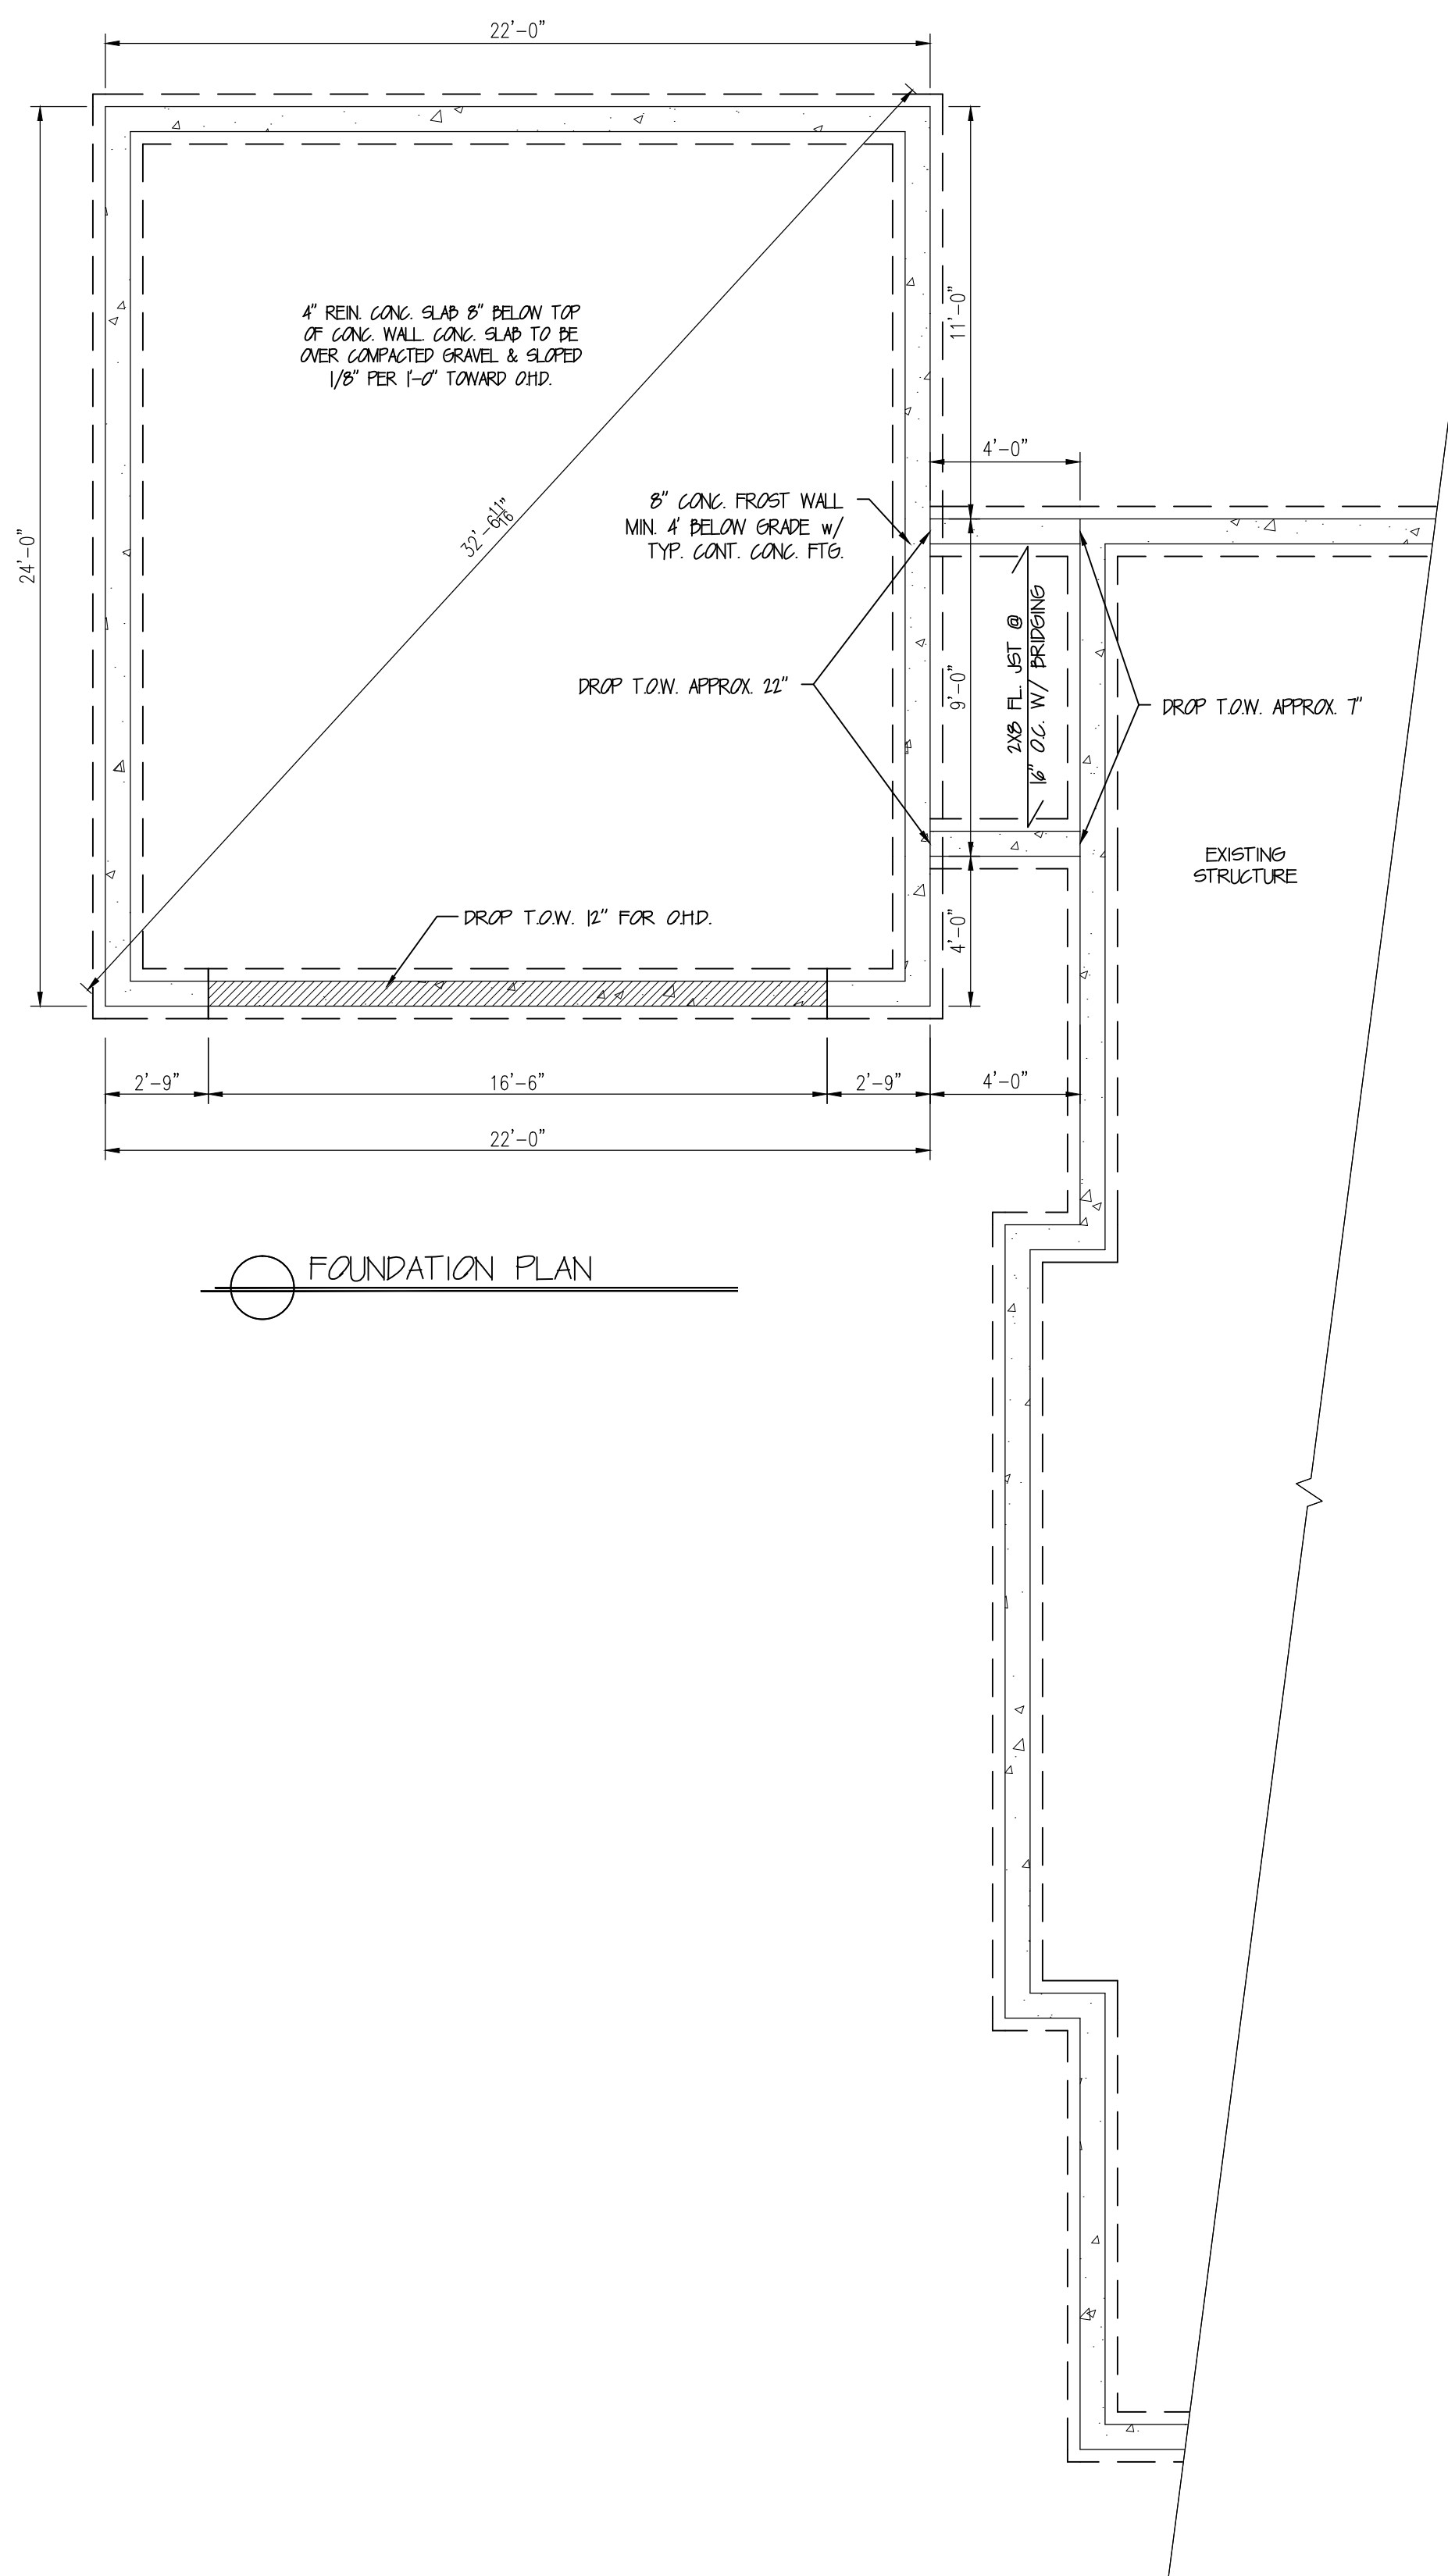 22'-0"
4" REIN. CONC. SLAB 8" BELOW TOP
OF CONC. WALL. CONC. SLAB TO BE
OVER COMPACTED GRAVEL & SLOPED
1/8" PER 1'-0" TOWARD O.H.D.
11'-0"
4'-0"
24'-0"
32'-6 11/16"
8" CONC. FROST WALL
MIN. 4' BELOW GRADE w/
TYP. CONT. CONC. FTG.
2X8 FL. JST @
16" O.C. W/ BRIDGING
9'-0"
DROP T.O.W. APPROX. 22"
DROP T.O.W. APPROX. 7"
EXISTING
STRUCTURE
DROP T.O.W. 12" FOR O.H.D.
4'-0"
2'-9"
16'-6"
2'-9"
4'-0"
22'-0"
FOUNDATION PLAN